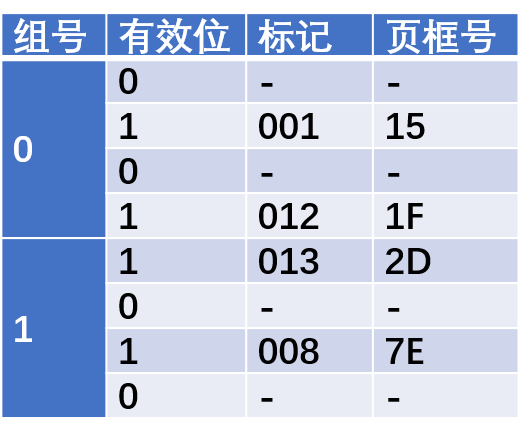 组号 有效位 标记 页框号
0 0 - -
1 001 15
0 - -
1 012 1F
1 1 013 2D
0 - -
1 008 7E
0 - -